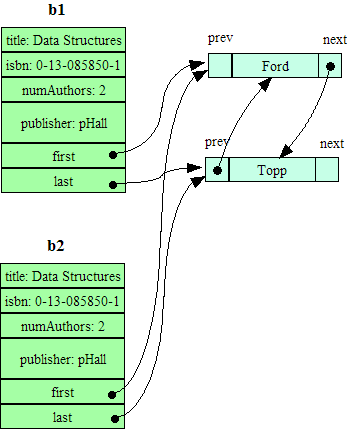 b1
title: Data Structures
isbn: 0-13-085850-1
numAuthors: 2
publisher: pHall
first
last
prev
next
Ford
prev
next
Topp
b2
title: Data Structures
isbn: 0-13-085850-1
numAuthors: 2
publisher: pHall
first
last